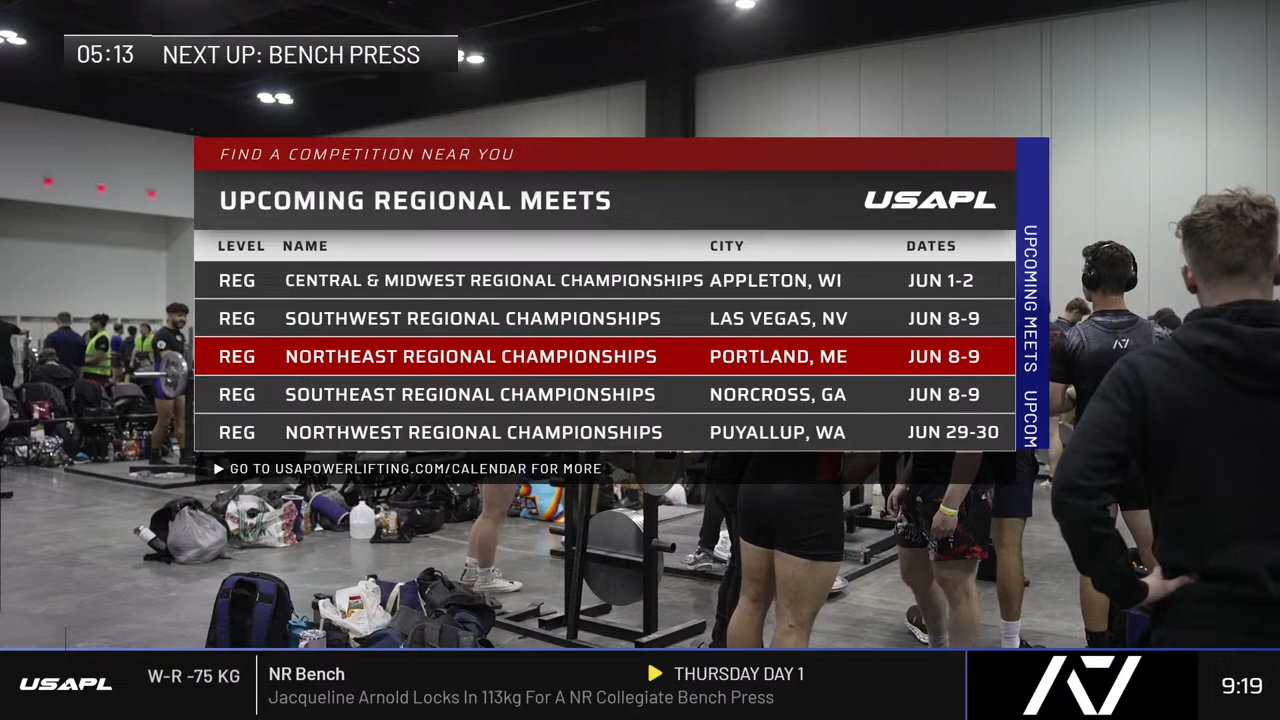 05:13 NEXT UP: BENCH PRESS
FIND A COMPETITION NEAR YOU
UPCOMING REGIONAL MEETS USAPL
LEVEL NAME CITY DATES
REG CENTRAL & MIDWEST REGIONAL CHAMPIONSHIPS APPLETON, WI JUN 1-2
REG SOUTHWEST REGIONAL CHAMPIONSHIPS LAS VEGAS, NV JUN 8-9
REG NORTHEAST REGIONAL CHAMPIONSHIPS PORTLAND, ME JUN 8-9
REG SOUTHEAST REGIONAL CHAMPIONSHIPS NORCROSS, GA JUN 8-9
REG NORTHWEST REGIONAL CHAMPIONSHIPS PUYALLUP, WA JUN 29-30
▶ GO TO USAPOWERLIFTING.COM/CALENDAR FOR MORE
UPCOMING MEETS UPCOM
USAPL W-R -75 KG
NR Bench ▶ THURSDAY DAY 1
Jacqueline Arnold Locks In 113kg For A NR Collegiate Bench Press
A7
9:19
A7